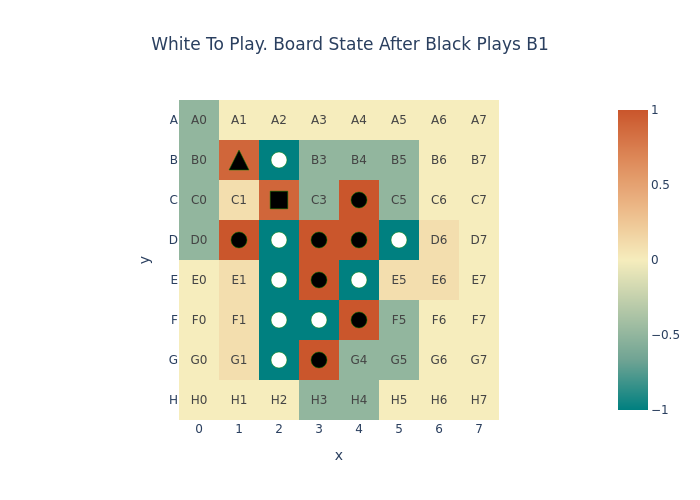 White To Play. Board State After Black Plays B1
A A0 A1 A2 A3 A4 A5 A6 A7 1
B B0 B3 B4 B5 B6 B7
C C0 C1 C3 C5 C6 C7 0.5
D D0 D6 D7
y 0
E E0 E1 E5 E6 E7
F F0 F1 F5 F6 F7 −0.5
G G0 G1 G4 G5 G6 G7
H H0 H1 H2 H3 H4 H5 H6 H7 −1
0 1 2 3 4 5 6 7
x